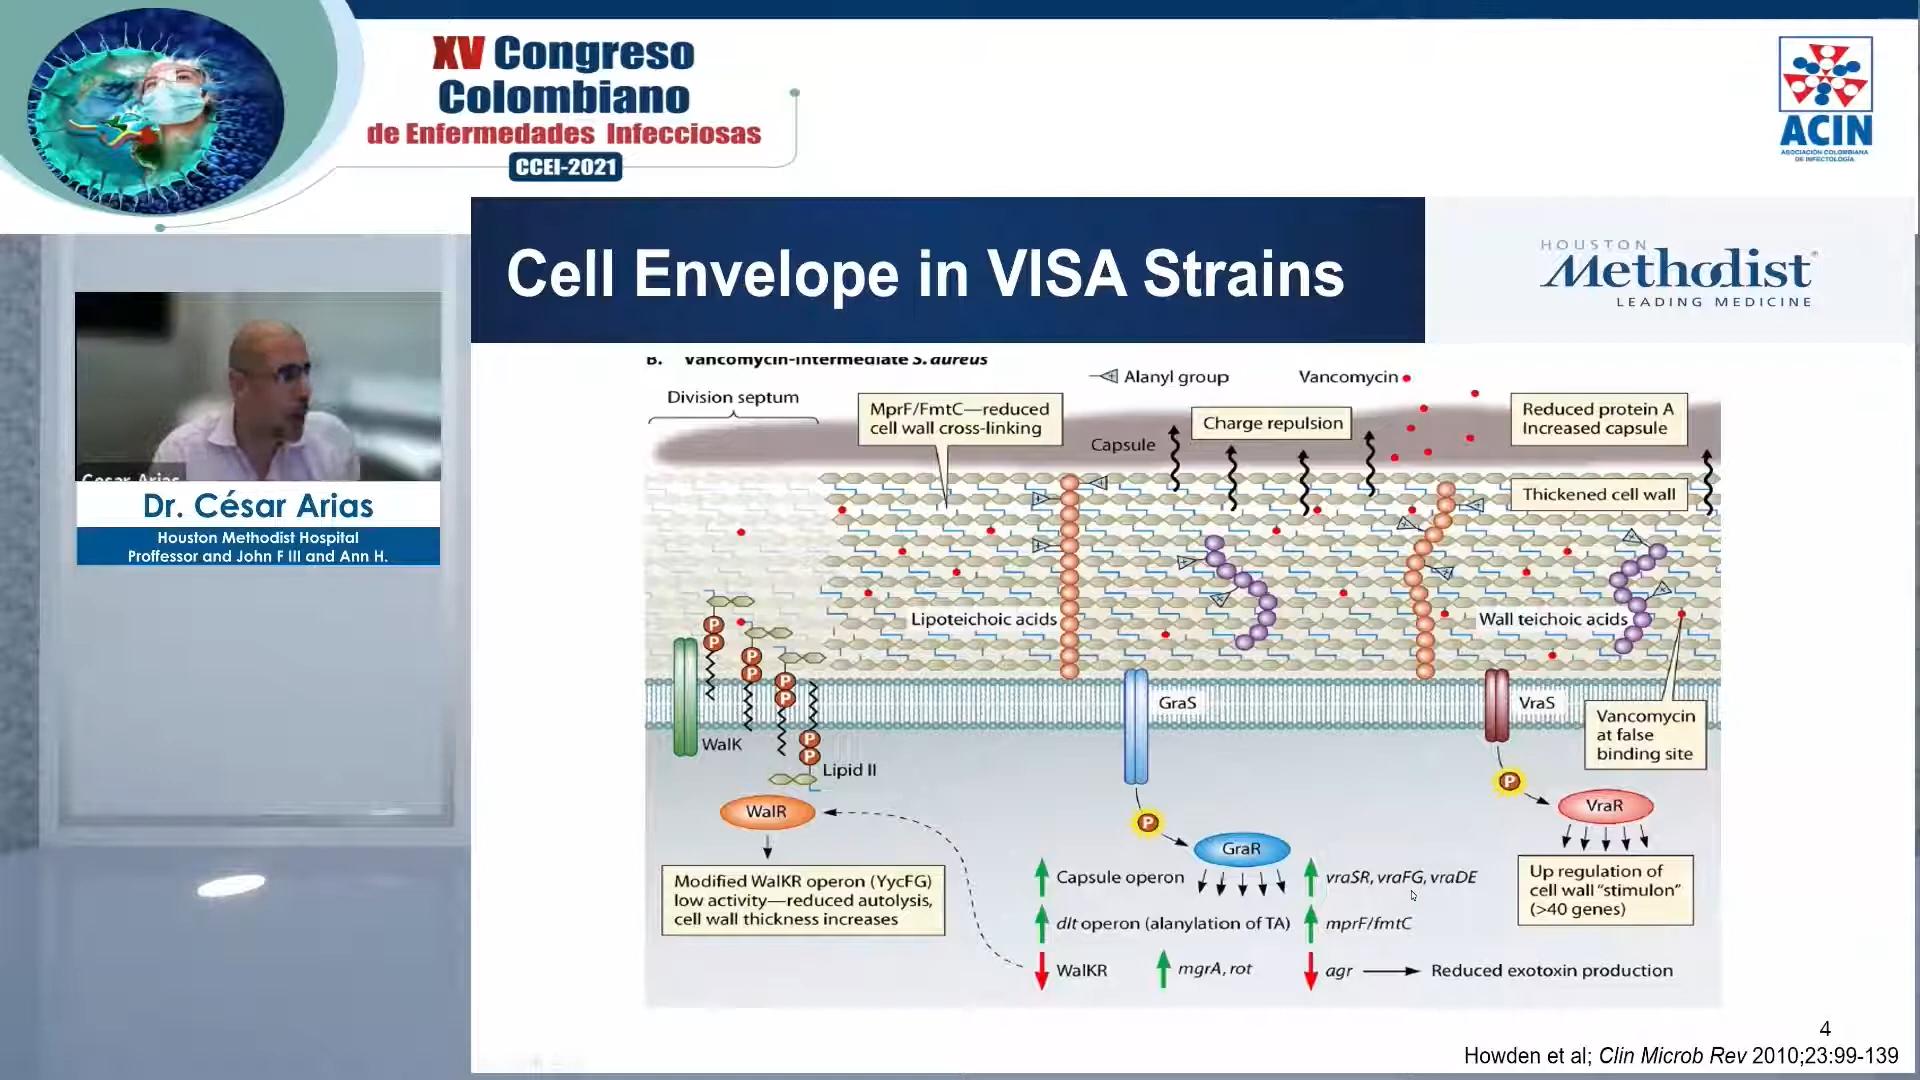 XV Congreso
Colombiano
de Enfermedades Infecciosas
CCEI-2021
ACIN
ASOCIACIÓN COLOMBIANA
DE INFECTOLOGÍA
Cell Envelope in VISA Strains
HOUSTON
Methodist
LEADING MEDICINE
Cesar Arias
Dr. César Arias
Houston Methodist Hospital
Proffessor and John F III and Ann H.
B. Vancomycin-intermediate S. aureus
Alanyl group
Vancomycin
Division septum
MprF/FmtC—reduced
cell wall cross-linking
Capsule
Charge repulsion
Reduced protein A
Increased capsule
Thickened cell wall
Lipoteichoic acids
Wall teichoic acids
P
P
P
P
P
P
P
P
WalK
Lipid II
GraS
VraS
Vancomycin
at false
binding site
P
P
WalR
GraR
VraR
Modified WalKR operon (YycFG)
low activity—reduced autolysis,
cell wall thickness increases
Capsule operon
vraSR, vraFG, vraDE
dlt operon (alanylation of TA)
mprF/fmtC
WalKR
mgrA, rot
agr
Reduced exotoxin production
Up regulation of
cell wall “stimulon”
(>40 genes)
4
Howden et al; Clin Microb Rev 2010;23:99-139